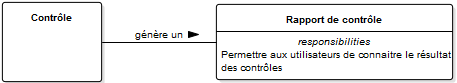 Contrôle
génère un
Rapport de contrôle
responsibilities
Permettre aux utilisateurs de connaitre le résultat
des contrôles